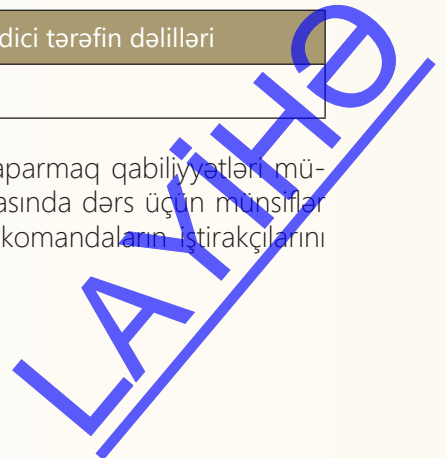 dici tərəfin dəlilləri
aparmaq qabiliyyətləri mü-
asında dərs üçün münsiflər
komandaların iştirakçılarını
LAYİHƏ